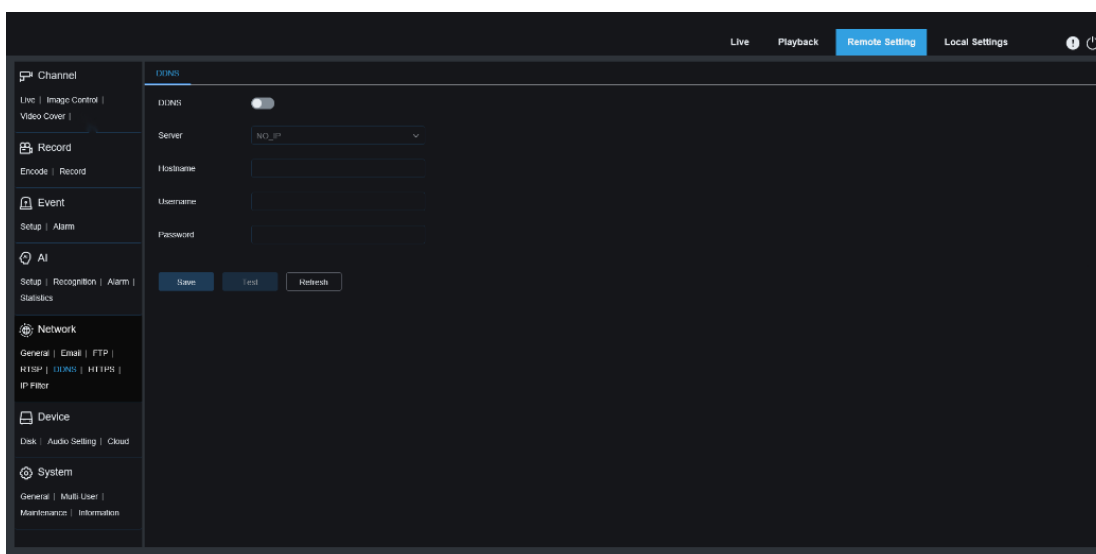 Live Playback Remote Setting Local Settings
Channel
Live | Image Control |
Video Cover |
Record
Encode | Record
Event
Setup | Alarm
AI
Setup | Recognition | Alarm |
Statistics
Network
General | Email | FTP |
RTSP | DDNS | HTTPS |
IP Filter
Device
Disk | Audio Setting | Cloud
System
General | Multi-User |
Maintenance | Information
DDNS
DDNS
Server NO_IP
Hostname
Username
Password
Save Test Refresh